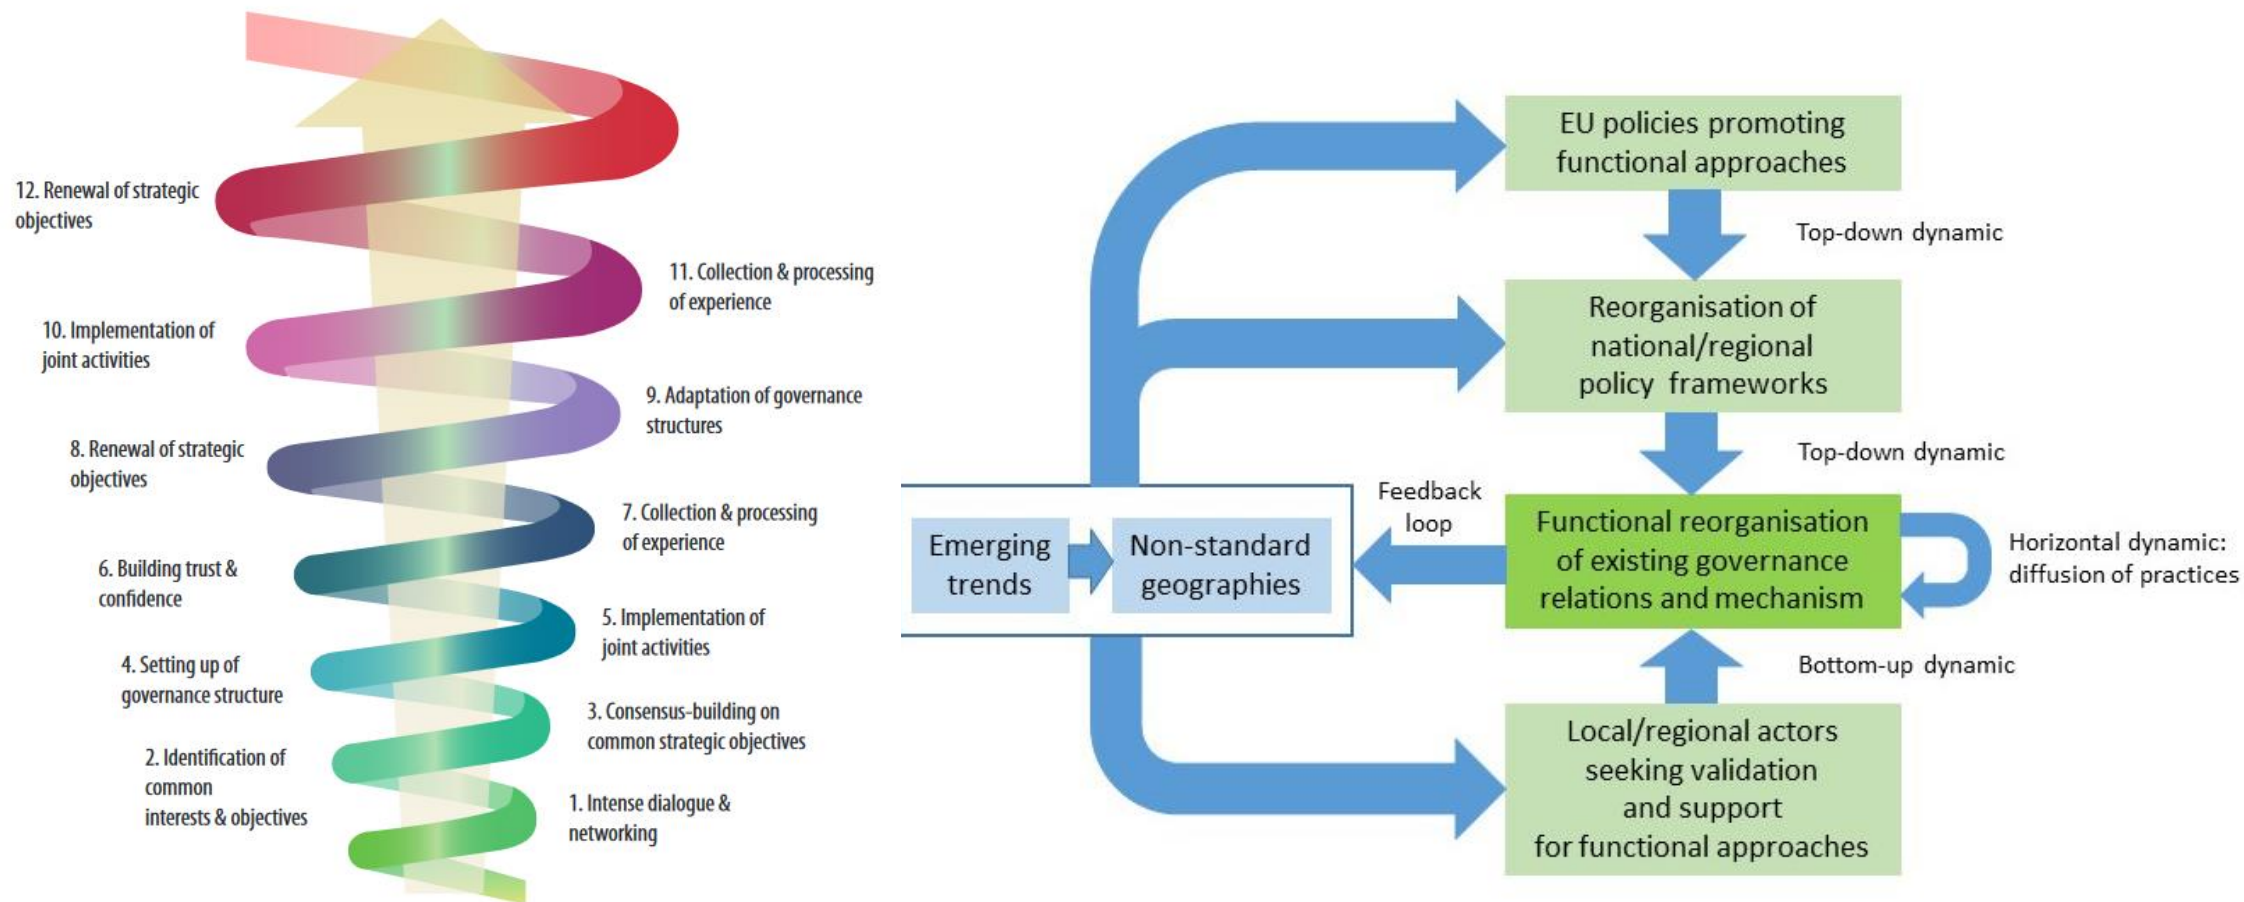 12. Renewal of strategic
objectives
11. Collection & processing
of experience
10. Implementation of
joint activities
9. Adaptation of governance
structures
8. Renewal of strategic
objectives
7. Collection & processing
of experience
6. Building trust &
confidence
5. Implementation of
joint activities
4. Setting up of
governance structure
3. Consensus-building on
common strategic objectives
2. Identification of
common
interests & objectives
1. Intense dialogue &
networking
EU policies promoting
functional approaches
Top-down dynamic
Reorganisation of
national/regional
policy frameworks
Top-down dynamic
Emerging
trends
Non-standard
geographies
Feedback
loop
Functional reorganisation
of existing governance
relations and mechanism
Horizontal dynamic:
diffusion of practices
Bottom-up dynamic
Local/regional actors
seeking validation
and support
for functional approaches